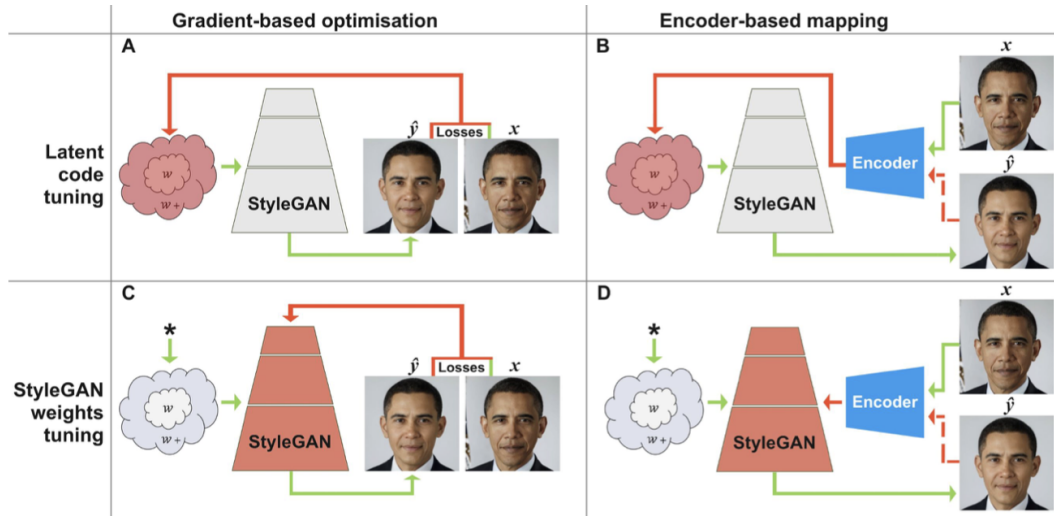 Gradient-based optimisation
Encoder-based mapping
A
B
x
ŷ
Losses
x
Latent
code
tuning
w
w+
StyleGAN
w
w+
StyleGAN
Encoder
ŷ
C
D
x
*
*
ŷ
Losses
x
StyleGAN
weights
tuning
w
w+
StyleGAN
w
w+
StyleGAN
Encoder
ŷ